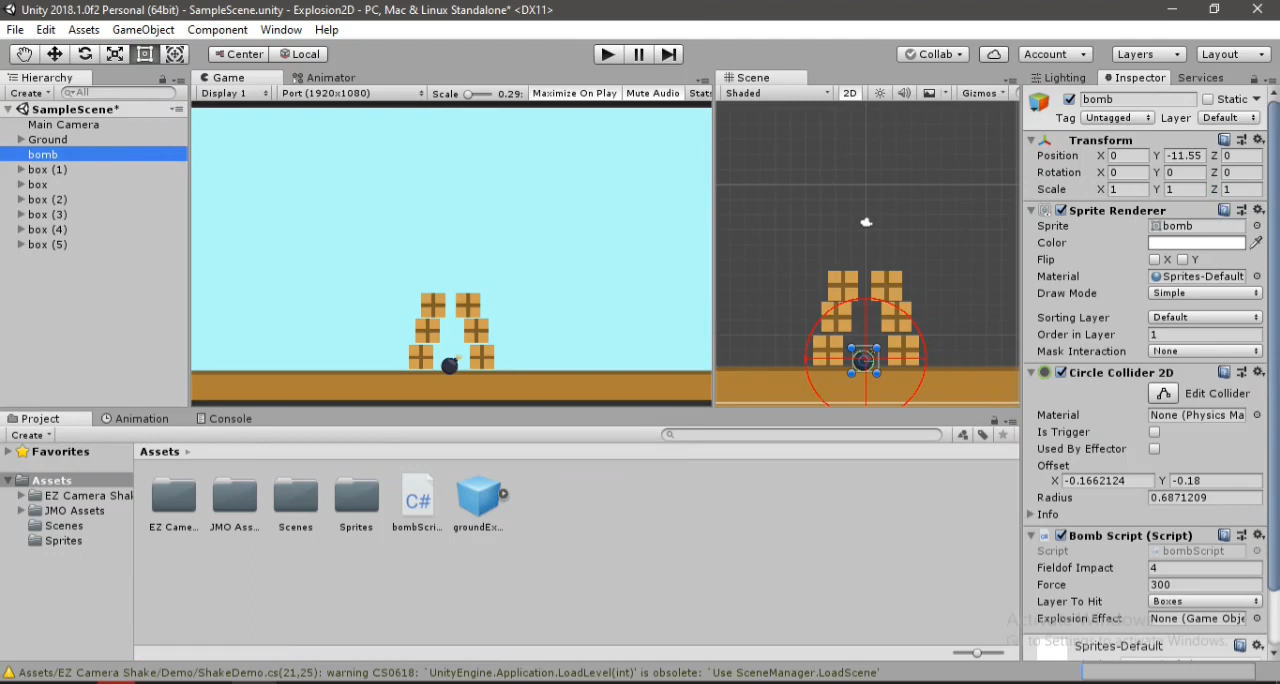 Unity 2018.1.0f2 Personal (64bit) - SampleScene.unity - Explosion2D - PC, Mac & Linux Standalone* <DX11>
File Edit Assets GameObject Component Window Help
Center Local Collab Account Layers Layout
Hierarchy Game Animator Scene Lighting Inspector Services
Create All Display 1 Port (1920x1080) Scale 0.29: Maximize On Play Mute Audio Stats Shaded 2D Gizmos
SampleScene*
Main Camera
Ground
bomb
box (1)
box
box (2)
box (3)
box (4)
box (5)
bomb Static
Tag Untagged Layer Default
Transform
Position X 0 Y -11.55 Z 0
Rotation X 0 Y 0 Z 0
Scale X 1 Y 1 Z 1
Sprite Renderer
Sprite bomb
Color
Flip X Y
Material Sprites-Default
Draw Mode Simple
Sorting Layer Default
Order in Layer 1
Mask Interaction None
Circle Collider 2D
Edit Collider
Material None (Physics Ma
Is Trigger
Used By Effector
Offset
X -0.1662124 Y -0.18
Radius 0.6871209
Info
Bomb Script (Script)
Script bombScript
Fieldof Impact 4
Force 300
Layer To Hit Boxes
Explosion Effect None (Game Obje
Sprites-Default
Project Animation Console
Create
Favorites
Assets
EZ Camera Shak
JMO Assets
Scenes
Sprites
Assets
C#
EZ Came... JMO Ass... Scenes Sprites bombScri... groundEx...
Activate Windows
Go to Settings to activate Windows.
Assets/EZ Camera Shake/Demo/ShakeDemo.cs(21,25): warning CS0618: `UnityEngine.Application.LoadLevel(int)' is obsolete: `Use SceneManager.LoadScene'